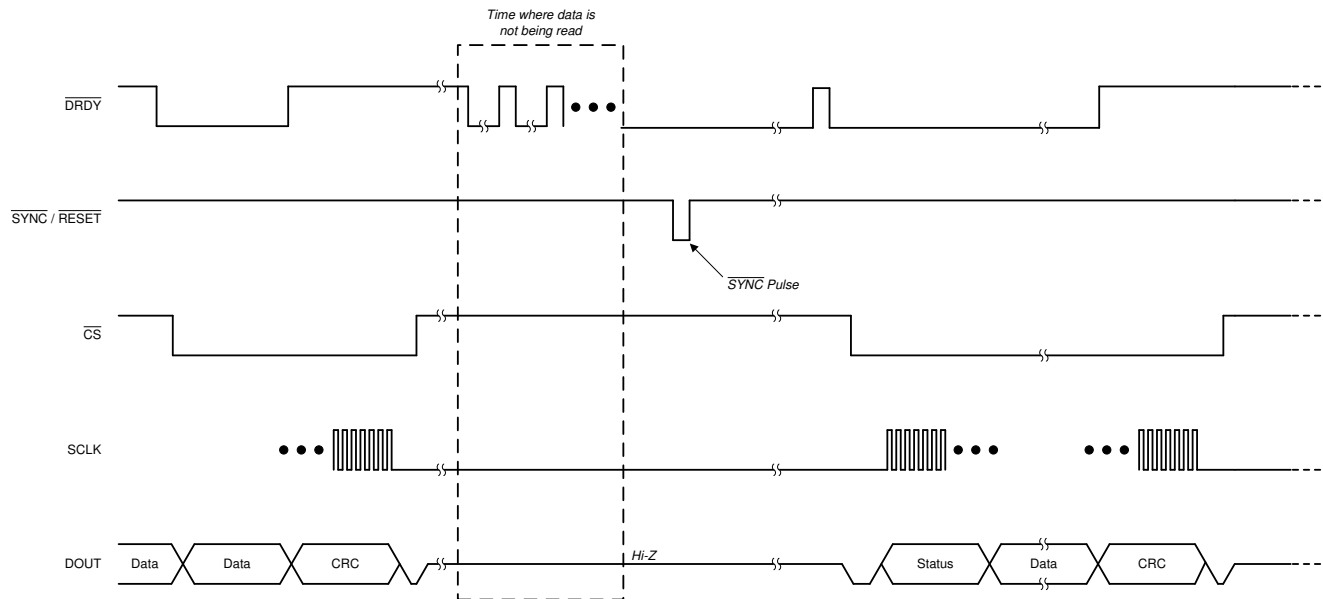 Time where data is
not being read
DRDY
SYNC / RESET
SYNC Pulse
CS
SCLK
DOUT
Data
Data
CRC
Hi-Z
Status
Data
CRC